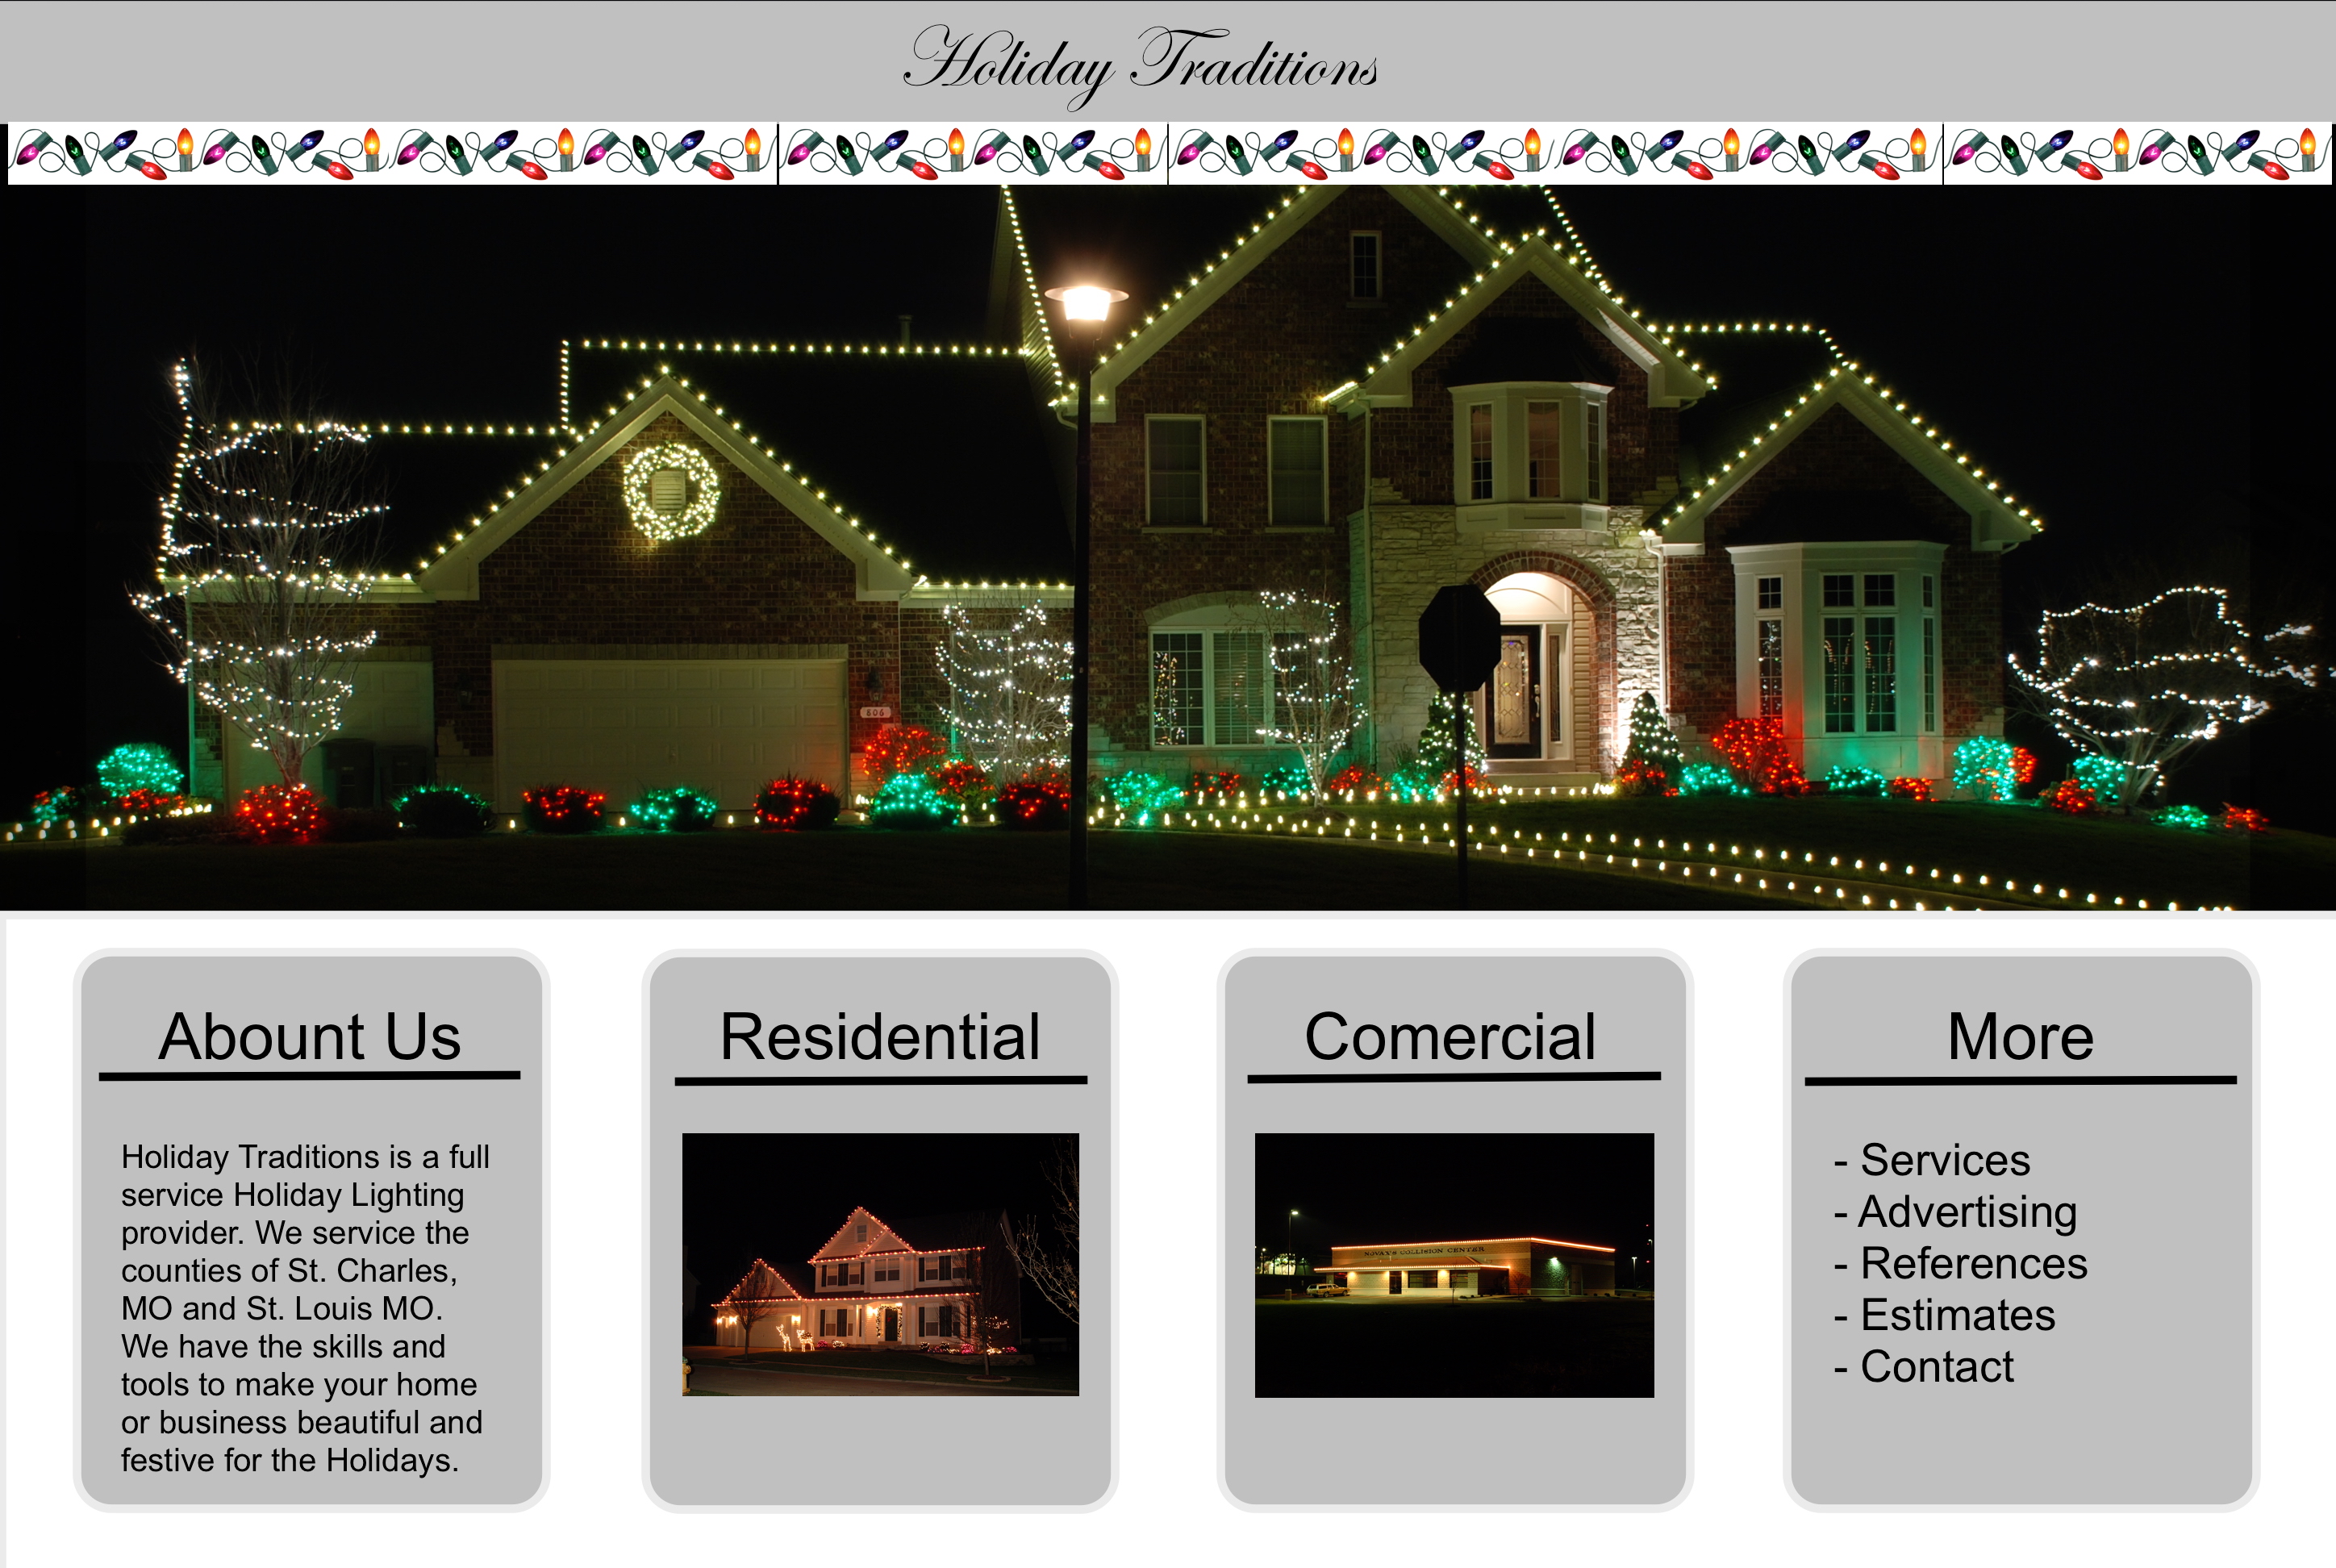 Holiday Traditions
606
Abount Us
Holiday Traditions is a full
service Holiday Lighting
provider. We service the
counties of St. Charles,
MO and St. Louis MO.
We have the skills and
tools to make your home
or business beautiful and
festive for the Holidays.
Residential
Comercial
COLLISION CENTER
More
- Services
- Advertising
- References
- Estimates
- Contact